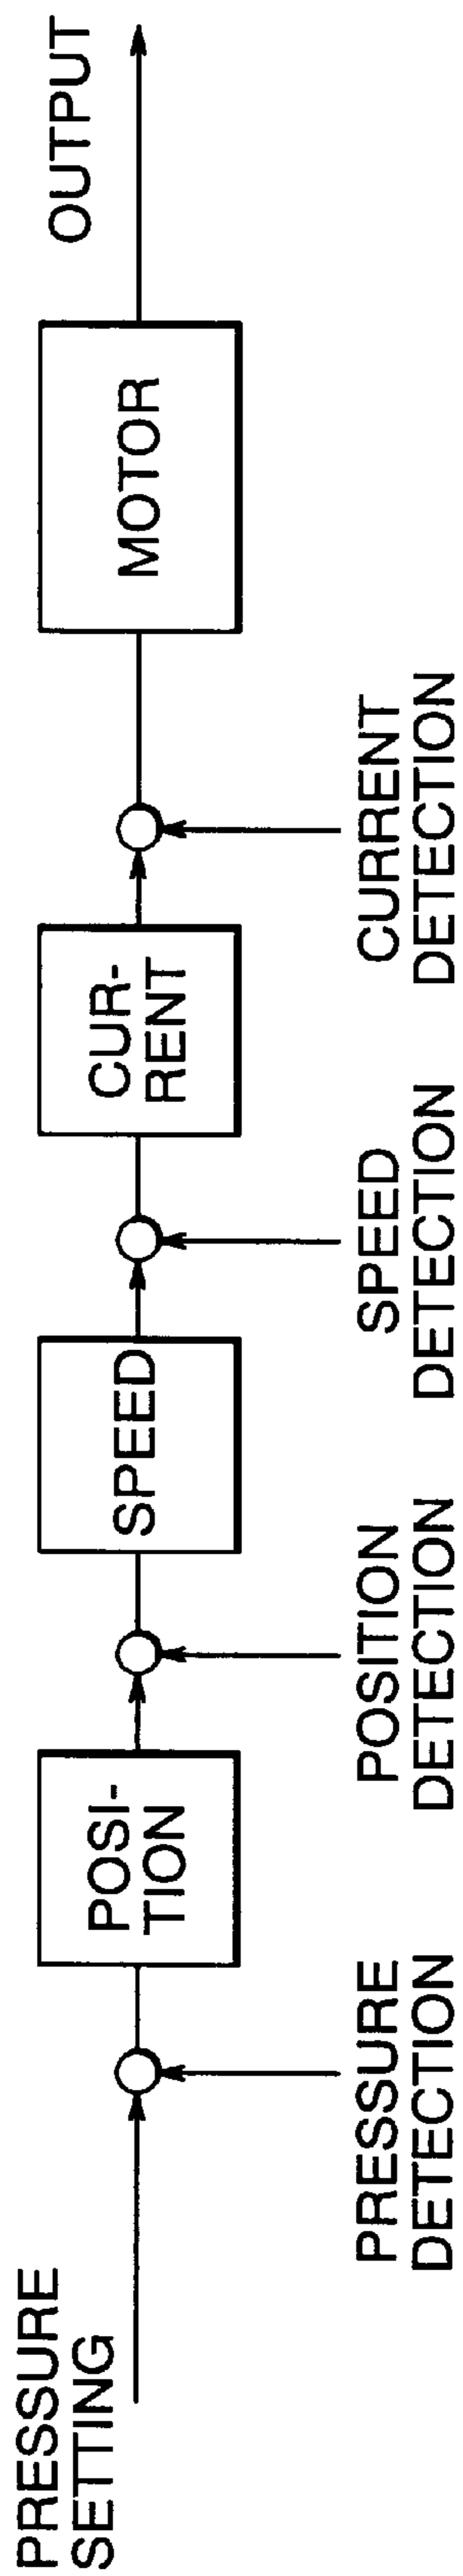 PRESSURE
SETTING
POSI-
TION
SPEED
CUR-
RENT
MOTOR
OUTPUT
PRESSURE
DETECTION
POSITION
DETECTION
SPEED
DETECTION
CURRENT
DETECTION